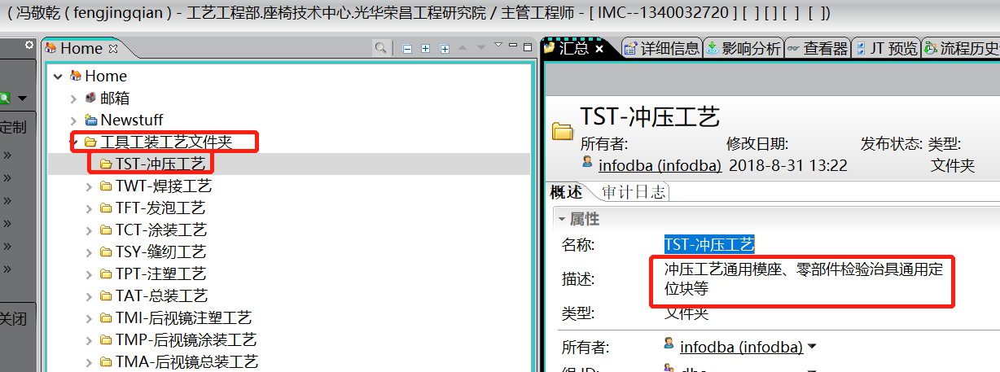 ( 冯敬乾 ( fengjingqian ) - 工艺工程部.座椅技术中心.光华荣昌工程研究院 / 主管工程师 - [ IMC--1340032720 ] [ ] [ ] [ ] [ ])
Home
汇总
详细信息
影响分析
查看器
JT 预览
流程历史
定制
关闭
Home
邮箱
Newstuff
工具工装工艺文件夹
TST-冲压工艺
TWT-焊接工艺
TFT-发泡工艺
TCT-涂装工艺
TSY-缝纫工艺
TPT-注塑工艺
TAT-总装工艺
TMI-后视镜注塑工艺
TMP-后视镜涂装工艺
TMA-后视镜总装工艺
TST-冲压工艺
所有者: 修改日期: 发布状态: 类型:
infodba (infodba) 2018-8-31 13:22 文件夹
概述 审计日志
属性
名称: TST-冲压工艺
描述: 冲压工艺通用模座、零部件检验治具通用定
位块等
类型: 文件夹
所有者: infodba (infodba)